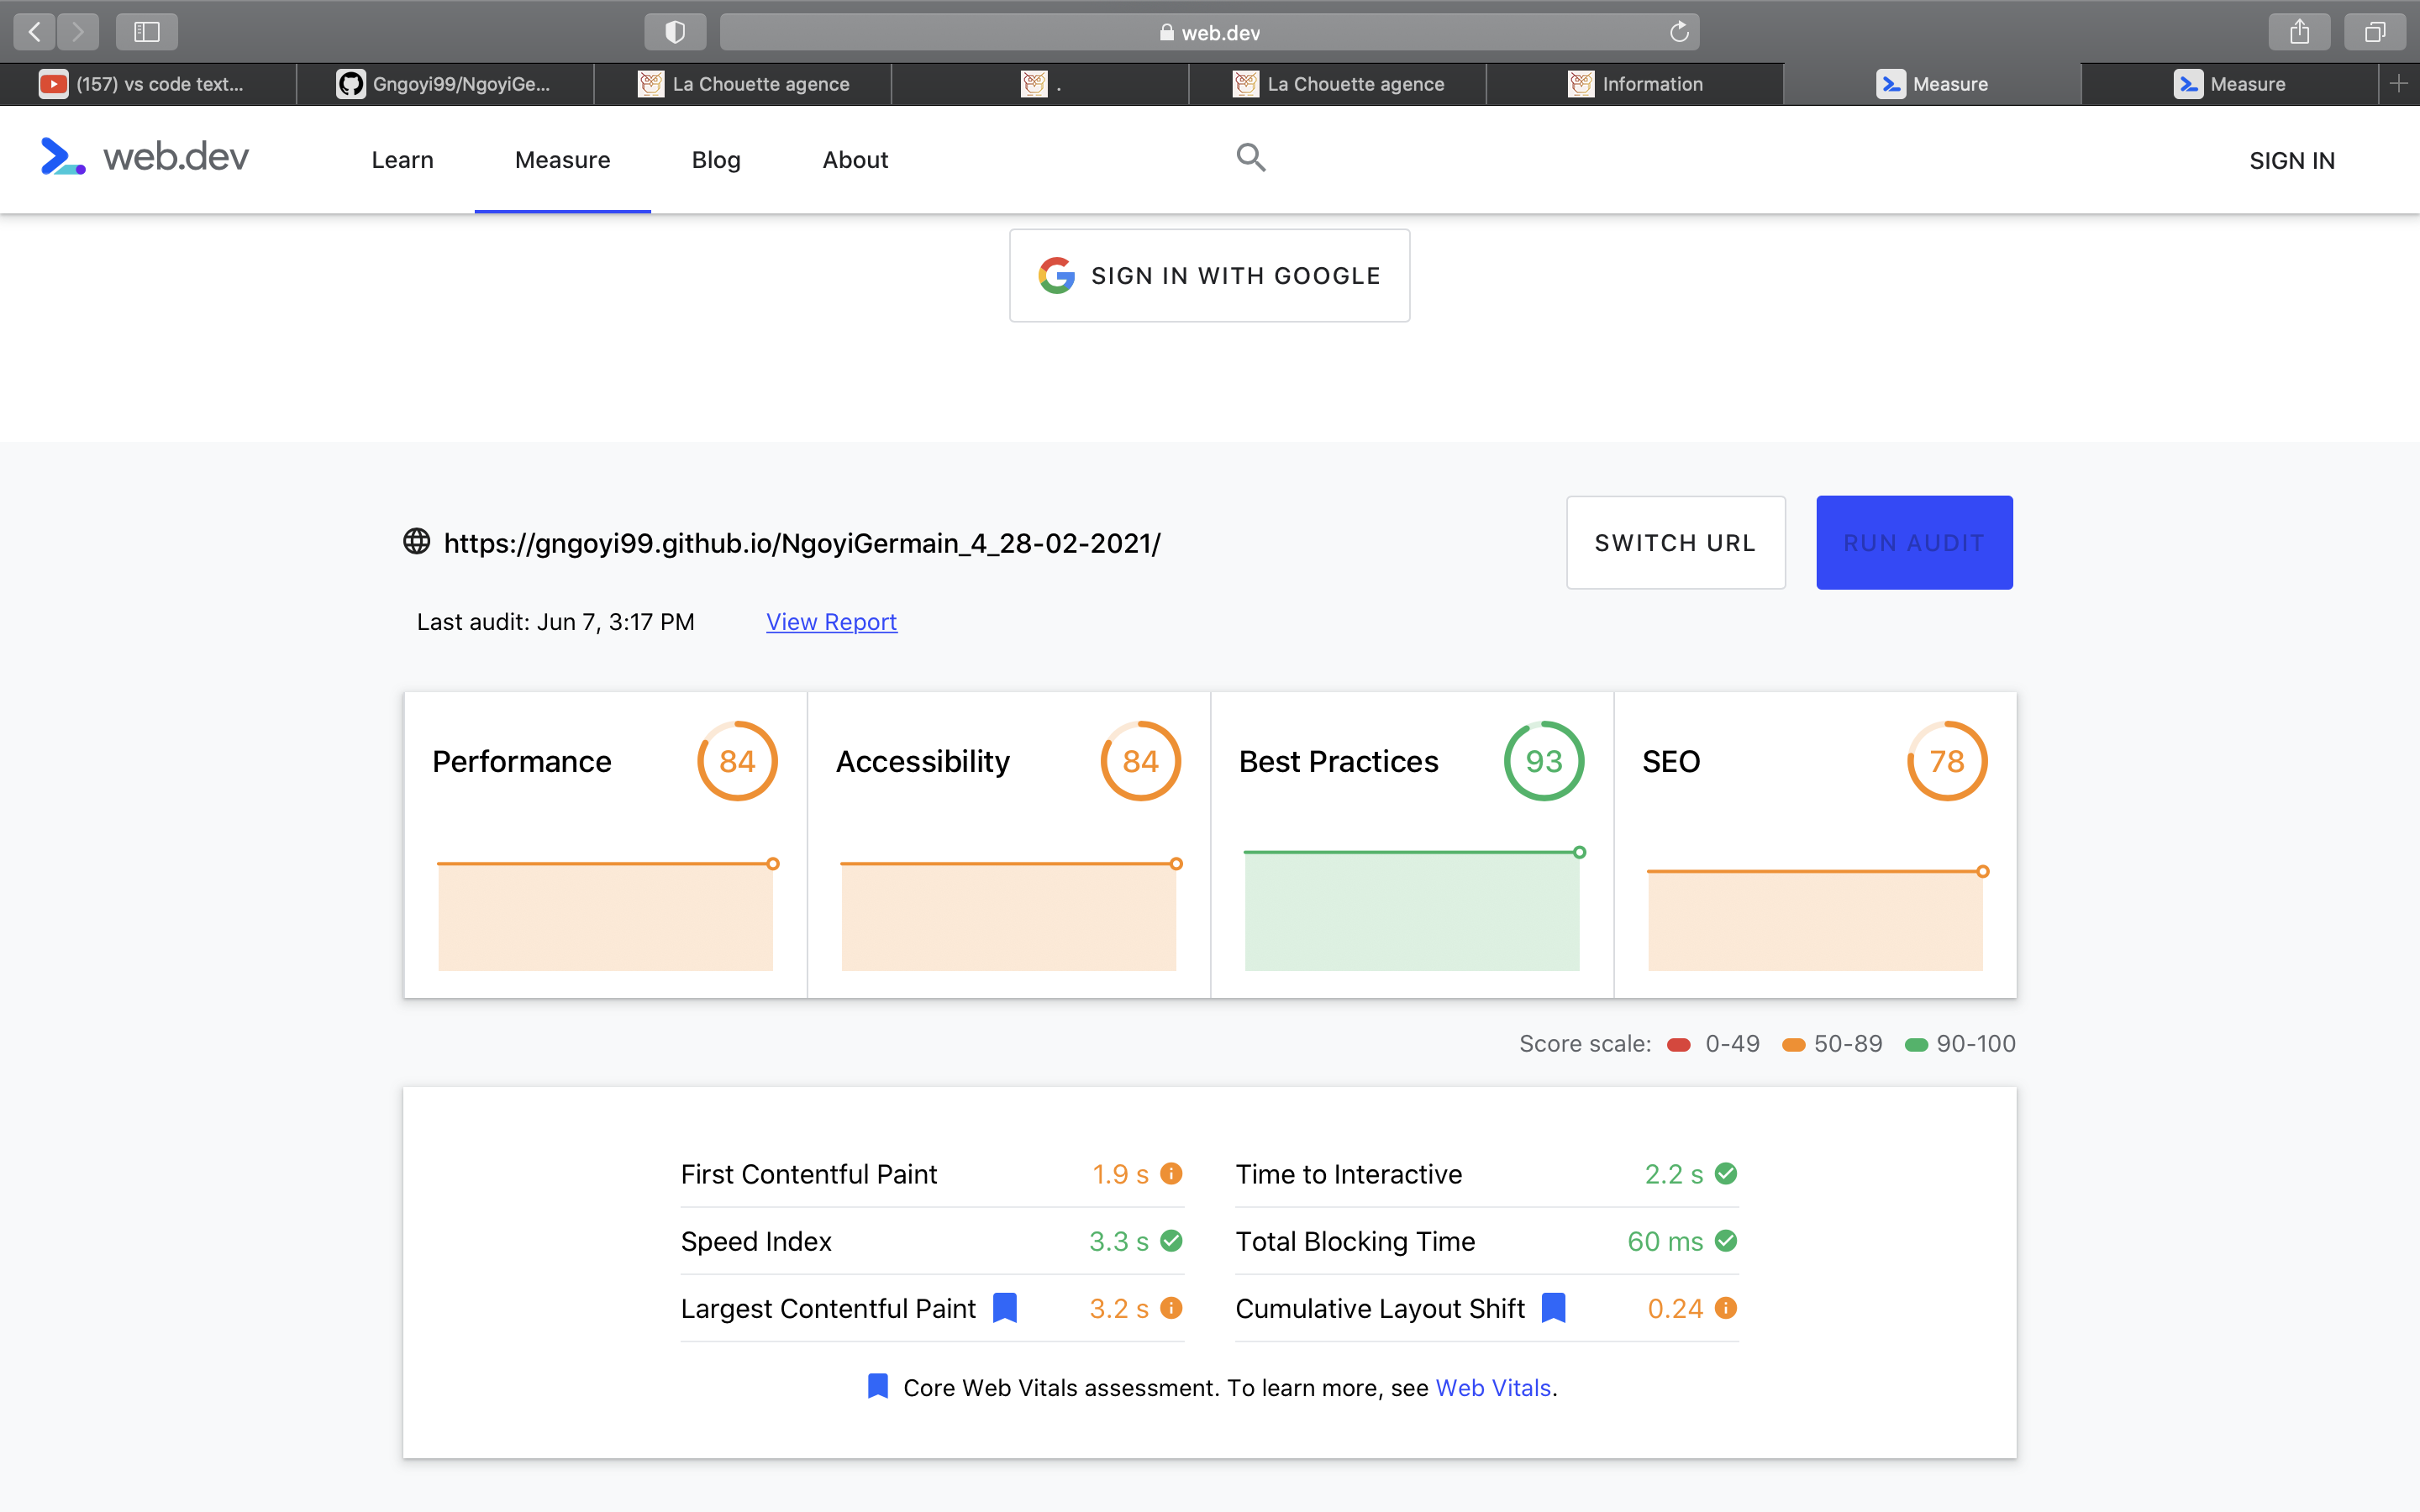 web.dev
(157) vs code text...
Gngoyi99/NgoyiGe...
La Chouette agence
.
La Chouette agence
Information
Measure
Measure
web.dev
Learn
Measure
Blog
About
SIGN IN
SIGN IN WITH GOOGLE
https://gngoyi99.github.io/NgoyiGermain_4_28-02-2021/
SWITCH URL
RUN AUDIT
Last audit: Jun 7, 3:17 PM
View Report
Performance
84
Accessibility
84
Best Practices
93
SEO
78
Score scale: 0-49 50-89 90-100
First Contentful Paint 1.9 s
Time to Interactive 2.2 s
Speed Index 3.3 s
Total Blocking Time 60 ms
Largest Contentful Paint 3.2 s
Cumulative Layout Shift 0.24
Core Web Vitals assessment. To learn more, see Web Vitals.